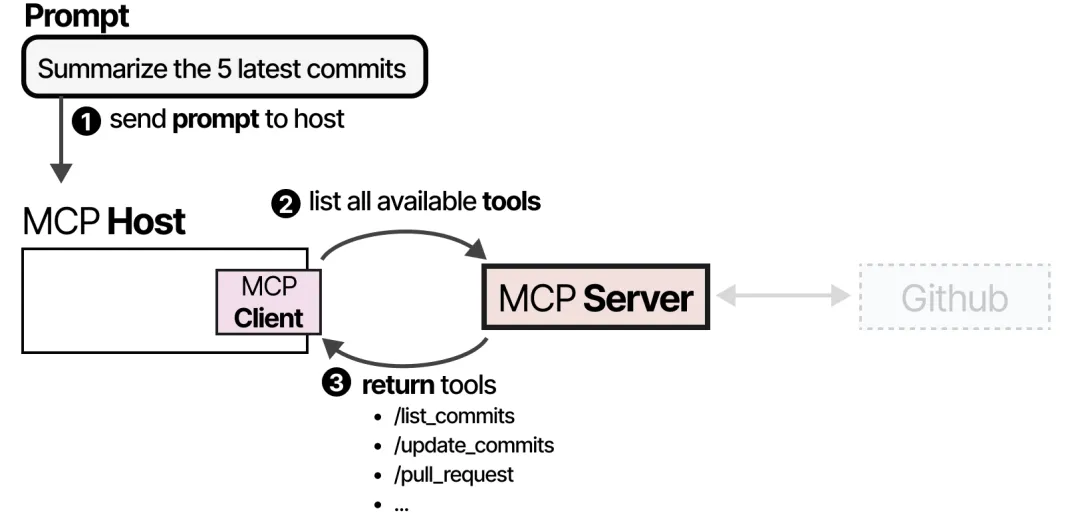 Prompt
Summarize the 5 latest commits
1 send prompt to host
2 list all available tools
MCP Host
MCP
Client
MCP Server
Github
3 return tools
• /list_commits
• /update_commits
• /pull_request
• ...